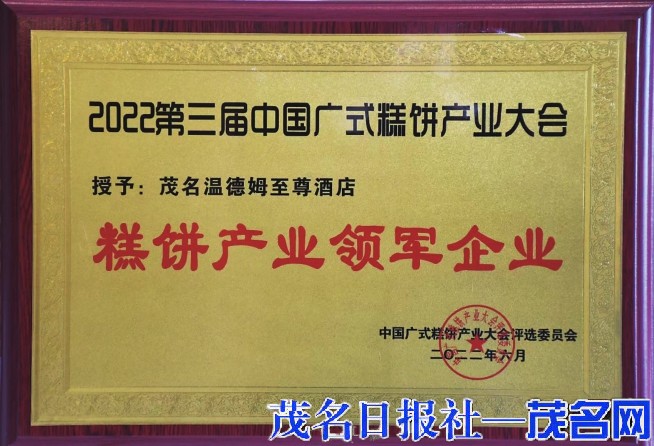 2022第三届中国广式糕饼产业大会
授予：茂名温德姆至尊酒店
糕饼产业领军企业
中国广式糕饼产业大会评选委员会
二〇二二年六月
茂名日报社—茂名网